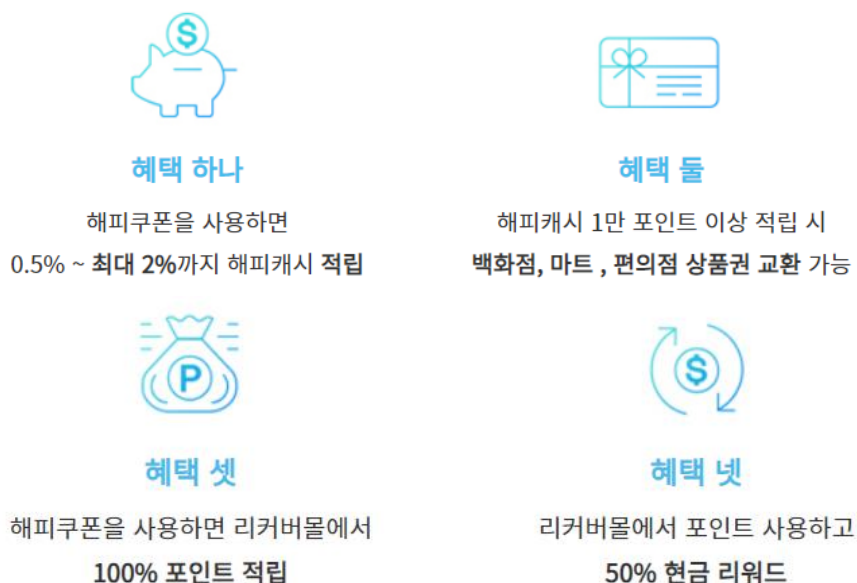 $
혜택 하나
해피쿠폰을 사용하면
0.5% ~ 최대 2%까지 해피캐시 적립
혜택 둘
해피캐시 1만 포인트 이상 적립 시
백화점, 마트 , 편의점 상품권 교환 가능
P
혜택 셋
해피쿠폰을 사용하면 리커버몰에서
100% 포인트 적립
$
혜택 넷
리커버몰에서 포인트 사용하고
50% 현금 리워드